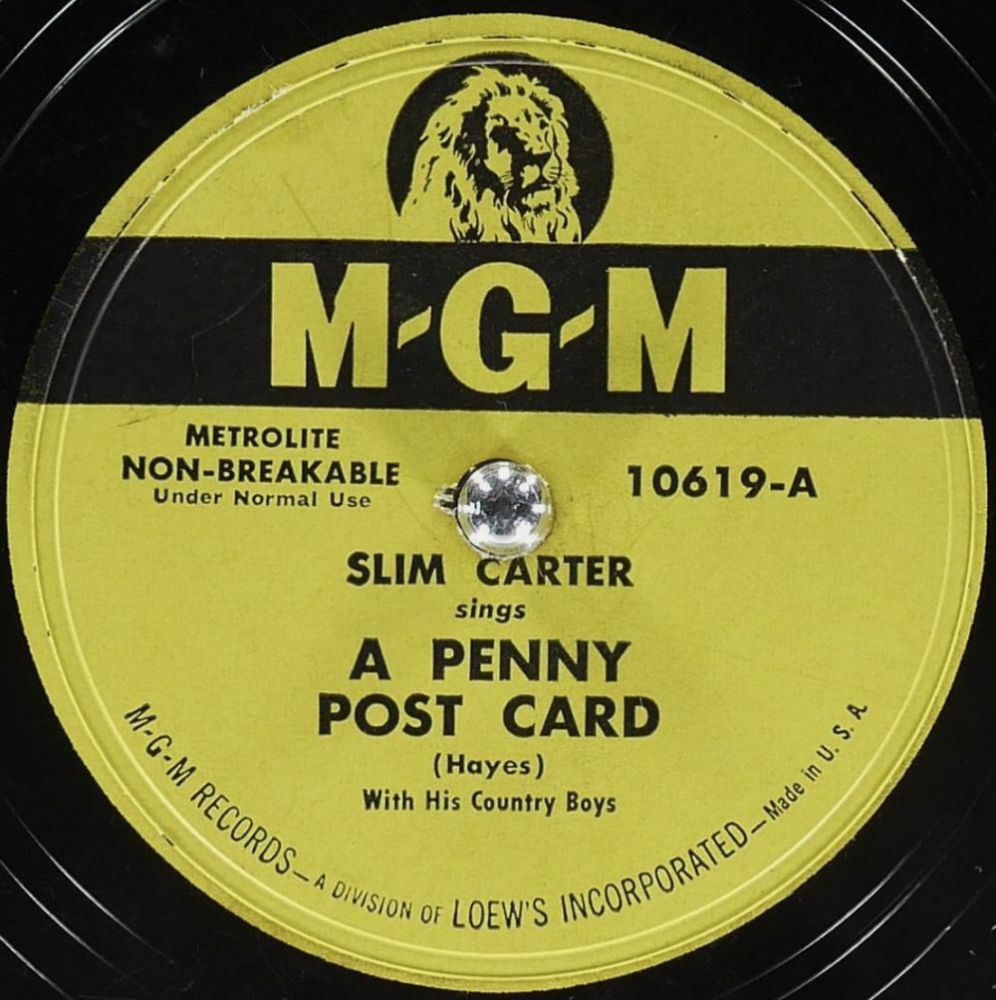 M-G-M
METROLITE
NON-BREAKABLE
Under Normal Use
10619-A
SLIM CARTER
sings
A PENNY
POST CARD
(Hayes)
With His Country Boys
M-G-M RECORDS—A DIVISION OF LOEW'S INCORPORATED—Made in U. S. A.